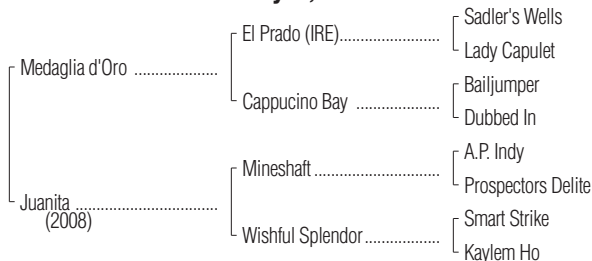 Sadler's Wells
El Prado (IRE)....................
Lady Capulet
Medaglia d'Oro .................
Bailjumper
Cappucino Bay .................
Dubbed In
A.P. Indy
Mineshaft .........................
Prospectors Delite
Juanita .............................
(2008)
Smart Strike
Wishful Splendor...............
Kaylem Ho